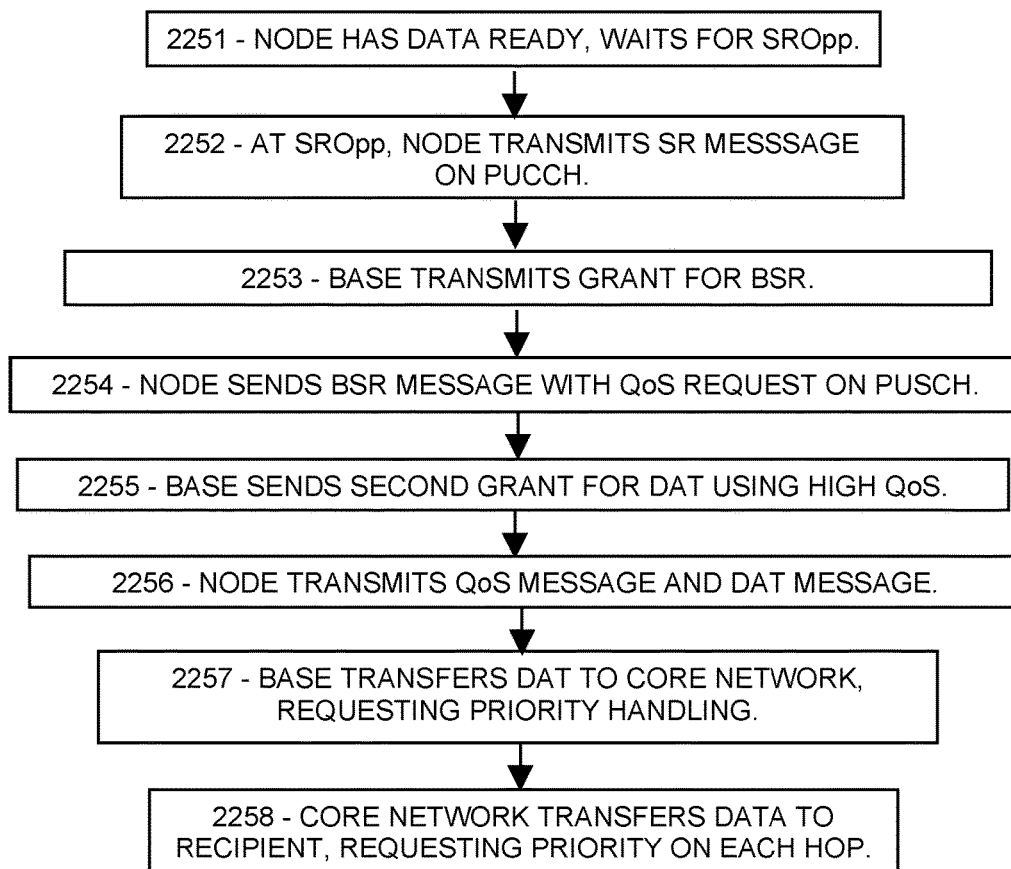 2251 - NODE HAS DATA READY, WAITS FOR SROpp.
2252 - AT SROpp, NODE TRANSMITS SR MESSSAGE
ON PUCCH.
2253 - BASE TRANSMITS GRANT FOR BSR.
2254 - NODE SENDS BSR MESSAGE WITH QoS REQUEST ON PUSCH.
2255 - BASE SENDS SECOND GRANT FOR DAT USING HIGH QoS.
2256 - NODE TRANSMITS QoS MESSAGE AND DAT MESSAGE.
2257 - BASE TRANSFERS DAT TO CORE NETWORK,
REQUESTING PRIORITY HANDLING.
2258 - CORE NETWORK TRANSFERS DATA TO
RECIPIENT, REQUESTING PRIORITY ON EACH HOP.